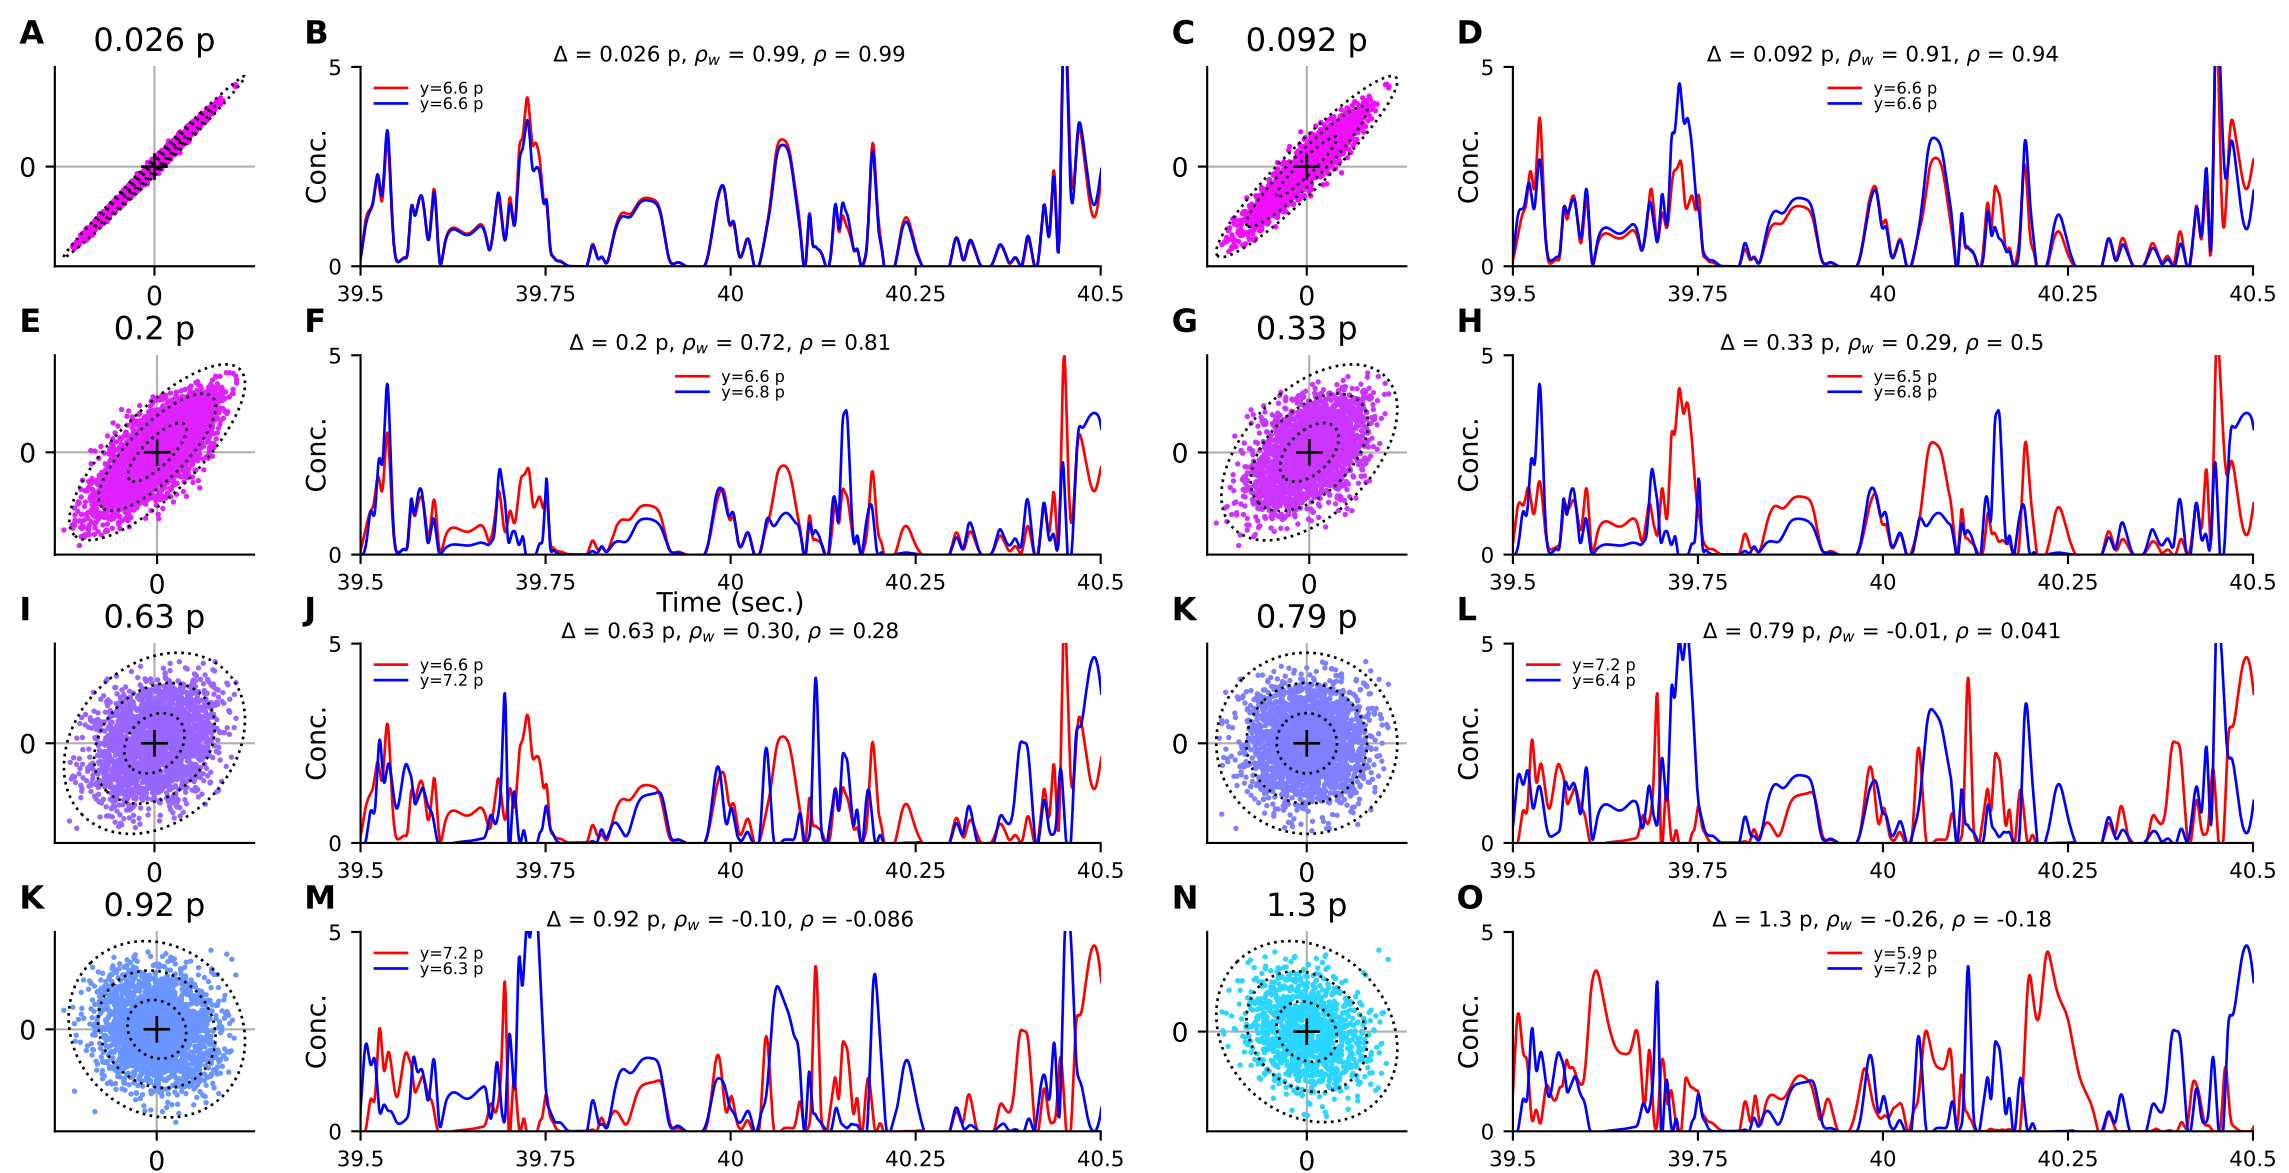 A
0.026 p
0
0
B
Δ = 0.026 p, ρw = 0.99, ρ = 0.99
y=6.6 p
y=6.6 p
Conc.
5
0
39.5 39.75 40 40.25 40.5
C
0.092 p
0
0
D
Δ = 0.092 p, ρw = 0.91, ρ = 0.94
y=6.6 p
y=6.6 p
Conc.
5
0
39.5 39.75 40 40.25 40.5
E
0.2 p
0
0
F
Δ = 0.2 p, ρw = 0.72, ρ = 0.81
y=6.6 p
y=6.8 p
Conc.
5
0
39.5 39.75 40 40.25 40.5
Time (sec.)
G
0.33 p
0
0
H
Δ = 0.33 p, ρw = 0.29, ρ = 0.5
y=6.5 p
y=6.8 p
Conc.
5
0
39.5 39.75 40 40.25 40.5
I
0.63 p
0
0
J
Δ = 0.63 p, ρw = 0.30, ρ = 0.28
y=6.6 p
y=7.2 p
Conc.
5
0
39.5 39.75 40 40.25 40.5
K
0.79 p
0
0
L
Δ = 0.79 p, ρw = -0.01, ρ = 0.041
y=7.2 p
y=6.4 p
Conc.
5
0
39.5 39.75 40 40.25 40.5
K
0.92 p
0
0
M
Δ = 0.92 p, ρw = -0.10, ρ = -0.086
y=7.2 p
y=6.3 p
Conc.
5
0
39.5 39.75 40 40.25 40.5
N
1.3 p
0
0
O
Δ = 1.3 p, ρw = -0.26, ρ = -0.18
y=5.9 p
y=7.2 p
Conc.
5
0
39.5 39.75 40 40.25 40.5